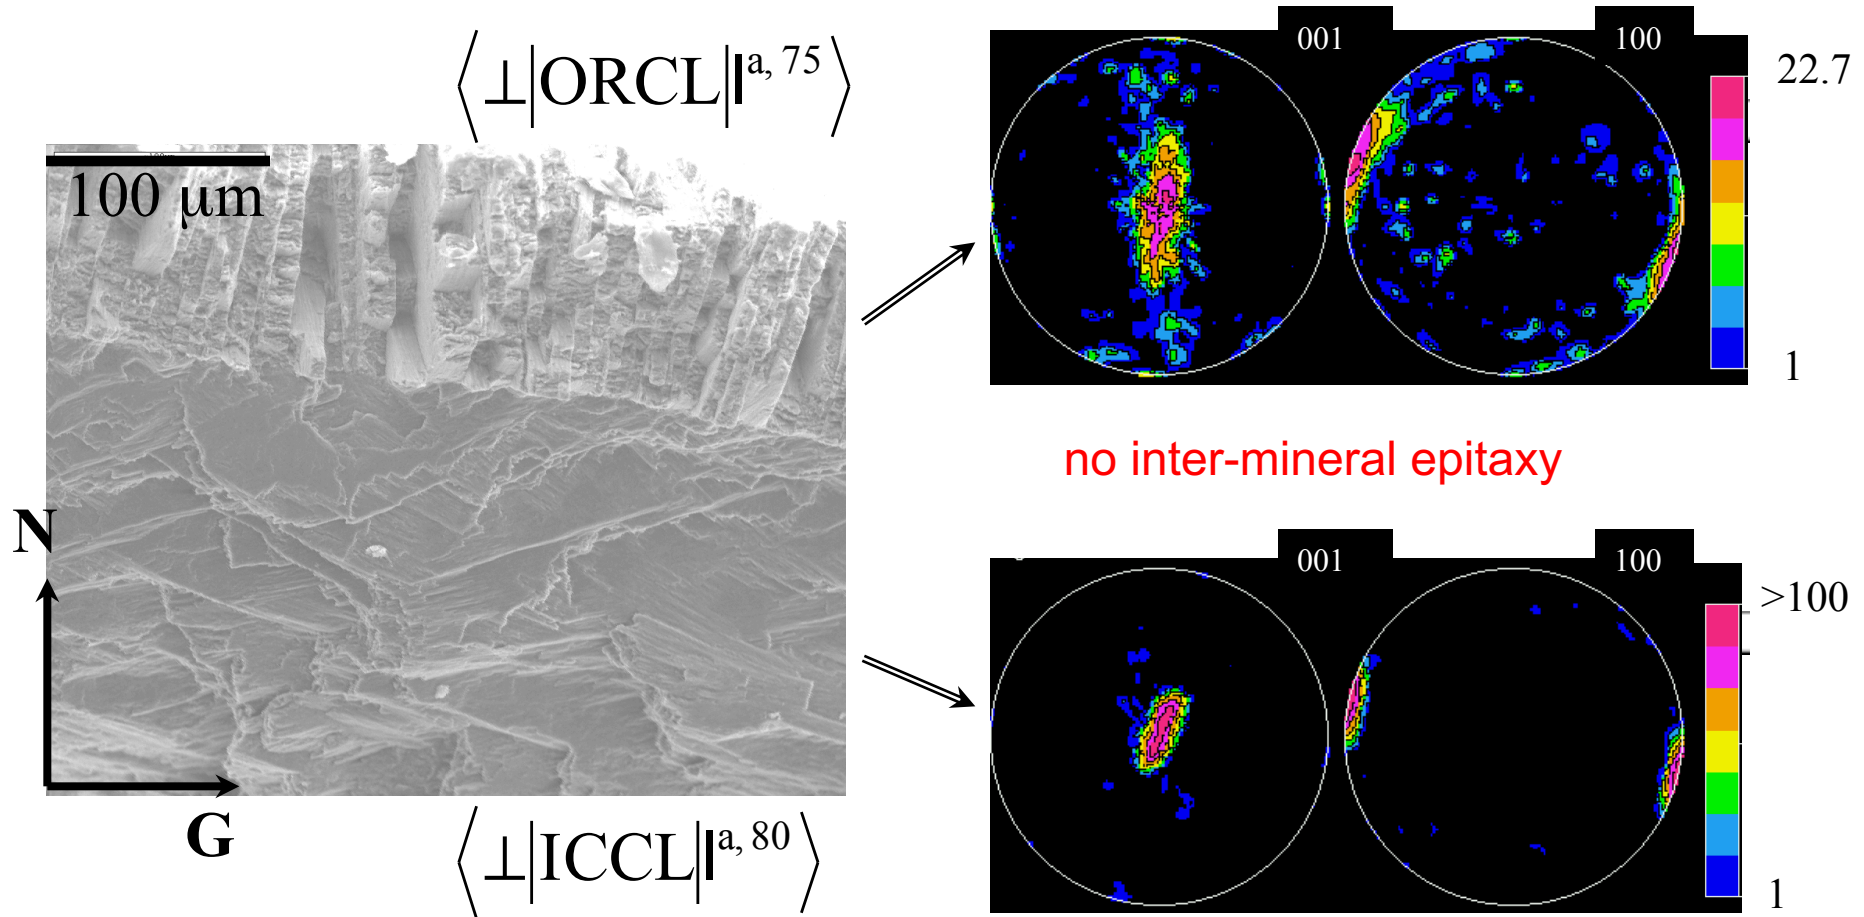 ⟨⊥|ORCL|I^a, 75⟩
001
100
22.7
100 μm
1
no inter-mineral epitaxy
N
001
100
>100
G
⟨⊥|ICCL|I^a, 80⟩
1